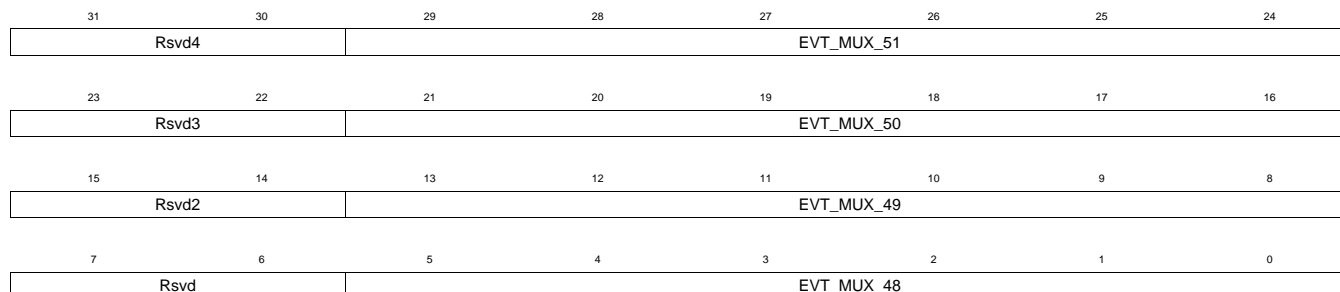 31 30 29 28 27 26 25 24
Rsvd4 EVT_MUX_51
23 22 21 20 19 18 17 16
Rsvd3 EVT_MUX_50
15 14 13 12 11 10 9 8
Rsvd2 EVT_MUX_49
7 6 5 4 3 2 1 0
Rsvd EVT_MUX_48